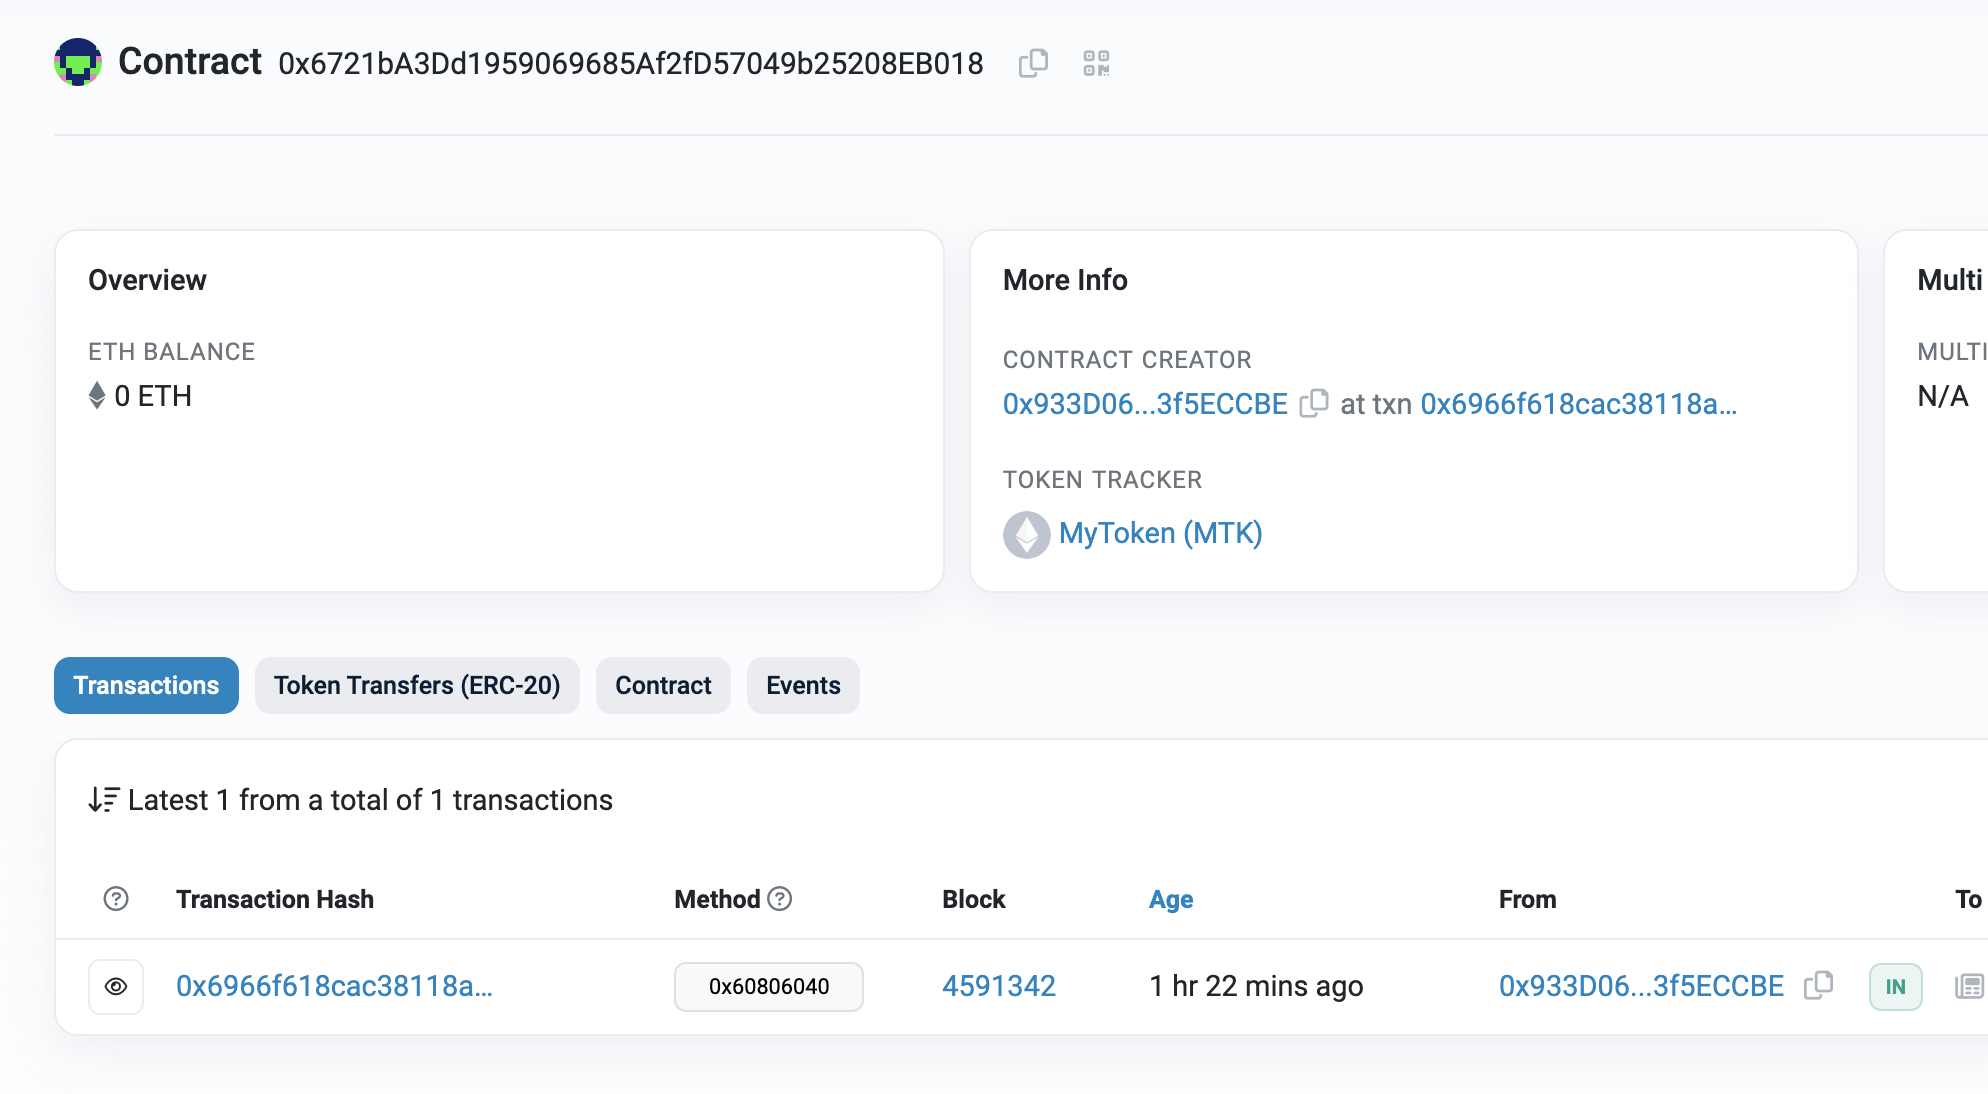 Contract 0x6721bA3Dd1959069685Af2fD57049b25208EB018
Overview
ETH BALANCE
0 ETH
More Info
CONTRACT CREATOR
0x933D06...3f5ECCBE at txn 0x6966f618cac38118a...
TOKEN TRACKER
MyToken (MTK)
Multi
MULTI
N/A
Transactions Token Transfers (ERC-20) Contract Events
Latest 1 from a total of 1 transactions
Transaction Hash Method Block Age From To
0x6966f618cac38118a... 0x60806040 4591342 1 hr 22 mins ago 0x933D06...3f5ECCBE IN